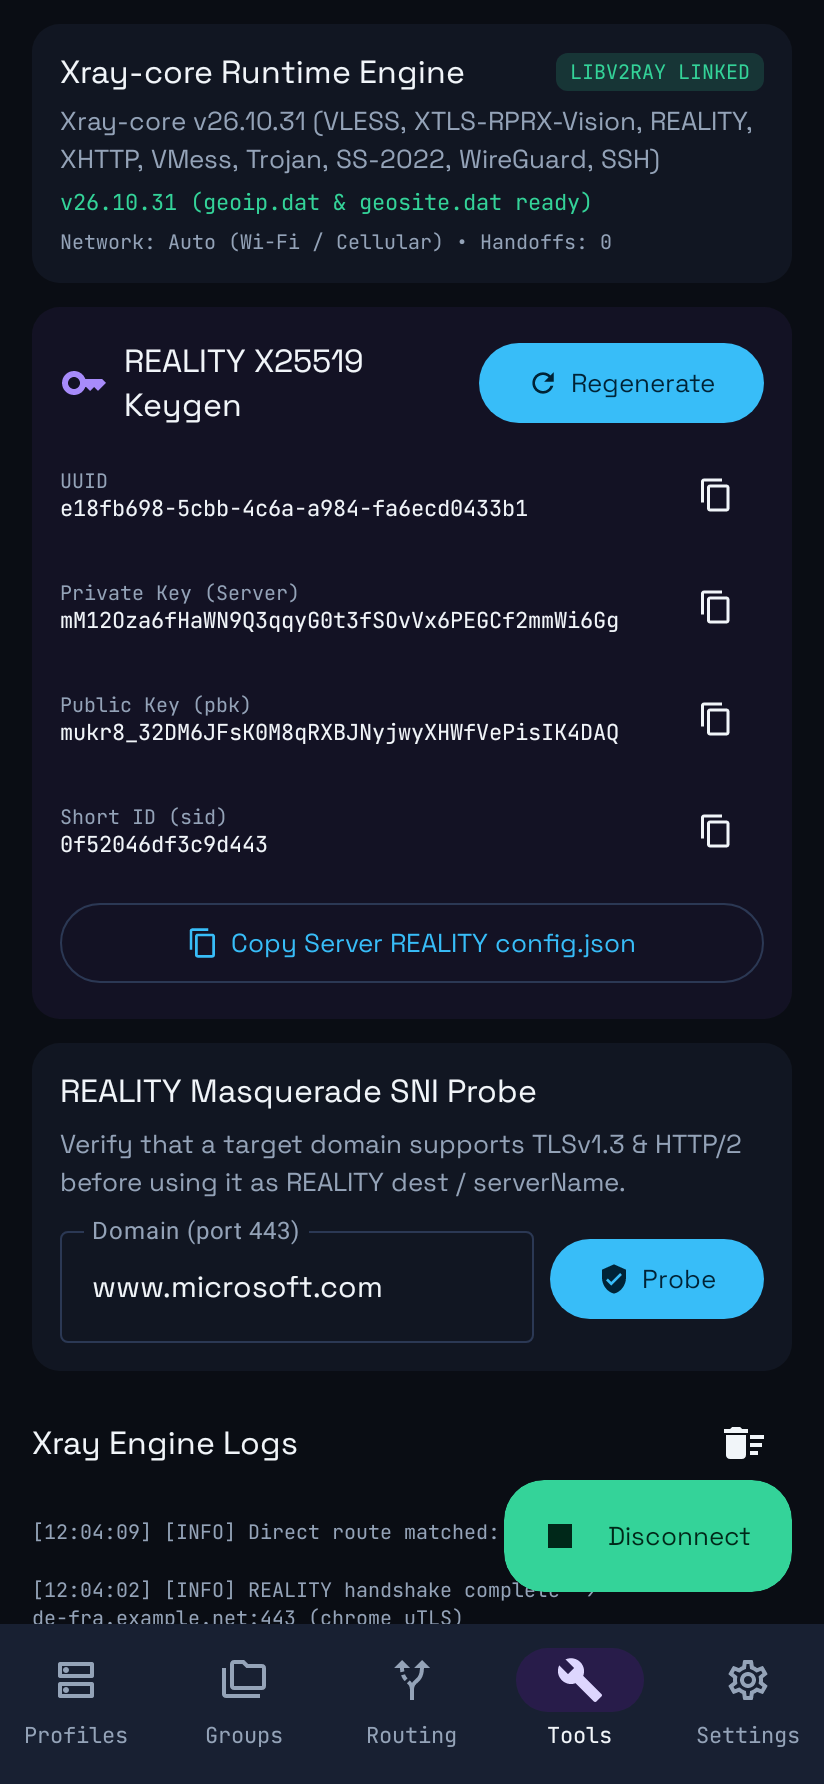 Xray-core Runtime Engine
LIBV2RAY LINKED
Xray-core v26.10.31 (VLESS, XTLS-RPRX-Vision, REALITY,
XHTTP, VMess, Trojan, SS-2022, WireGuard, SSH)
v26.10.31 (geoip.dat & geosite.dat ready)
Network: Auto (Wi-Fi / Cellular) • Handoffs: 0
REALITY X25519
Keygen
Regenerate
UUID
e18fb698-5cbb-4c6a-a984-fa6ecd0433b1
Private Key (Server)
mM12Oza6fHaWN9Q3qqyG0t3fSOvVx6PEGCf2mmWi6Gg
Public Key (pbk)
mukr8_32DM6JFsK0M8qRXBJNyjwyXHWfVePisIK4DAQ
Short ID (sid)
0f52046df3c9d443
Copy Server REALITY config.json
REALITY Masquerade SNI Probe
Verify that a target domain supports TLSv1.3 & HTTP/2
before using it as REALITY dest / serverName.
Domain (port 443)
www.microsoft.com
Probe
Xray Engine Logs
[12:04:09] [INFO] Direct route matched:
Disconnect
[12:04:02] [INFO] REALITY handshake complete
de-fra.example.net:443 (chrome uTLS)
Profiles
Groups
Routing
Tools
Settings